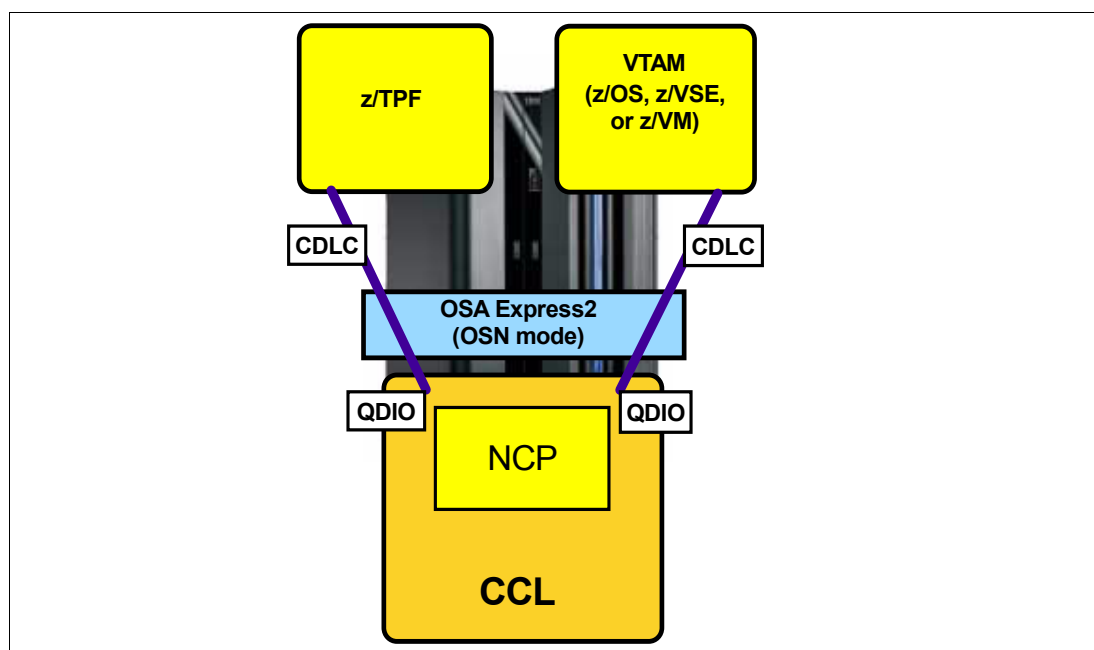 z/TPF
VTAM
(z/OS, z/VSE,
or z/VM)
CDLC
CDLC
OSA Express2
(OSN mode)
QDIO
QDIO
NCP
CCL